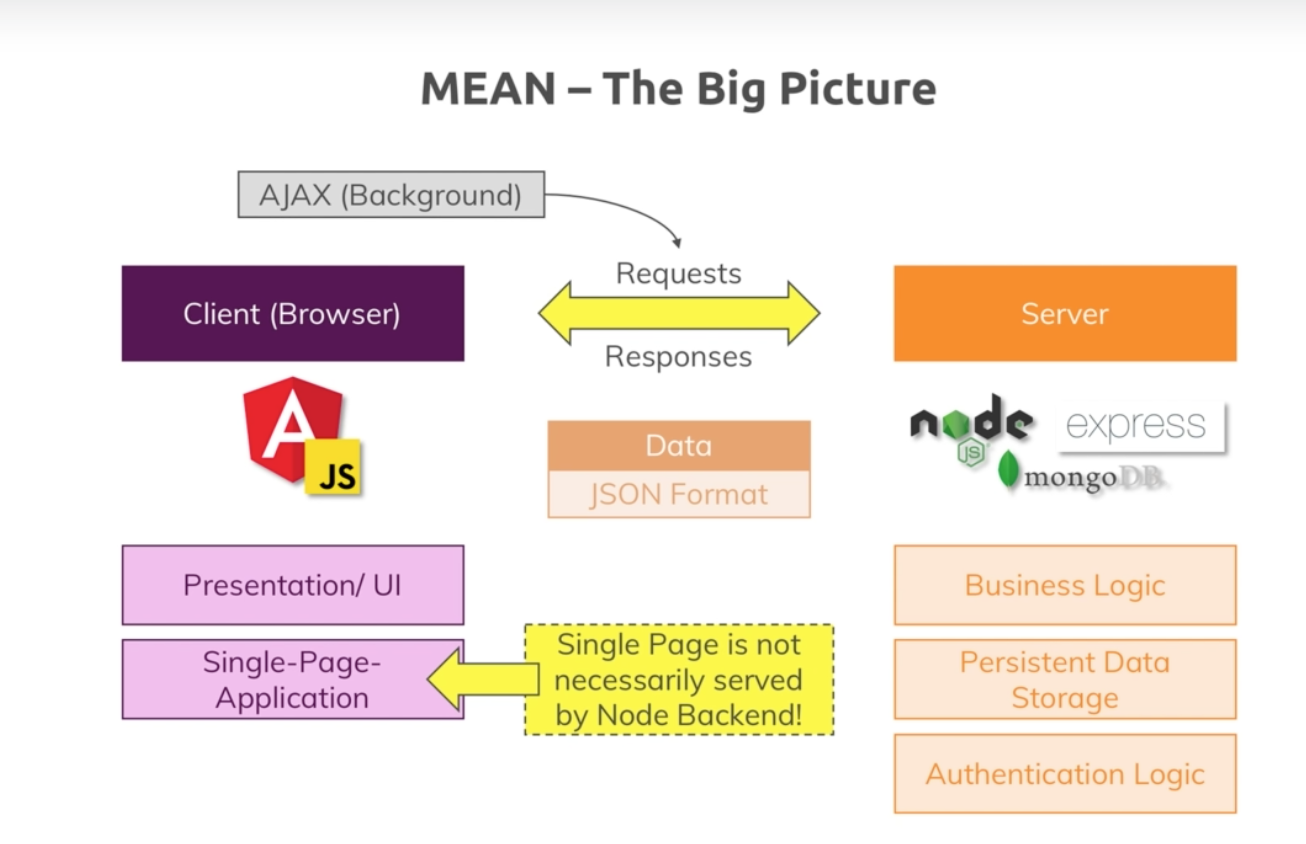 MEAN – The Big Picture
AJAX (Background)
Requests
Client (Browser)
Server
Responses
JS
node
JS
express
mongoDB
Data
JSON Format
Presentation/ UI
Single-Page-
Application
Single Page is not
necessarily served
by Node Backend!
Business Logic
Persistent Data
Storage
Authentication Logic